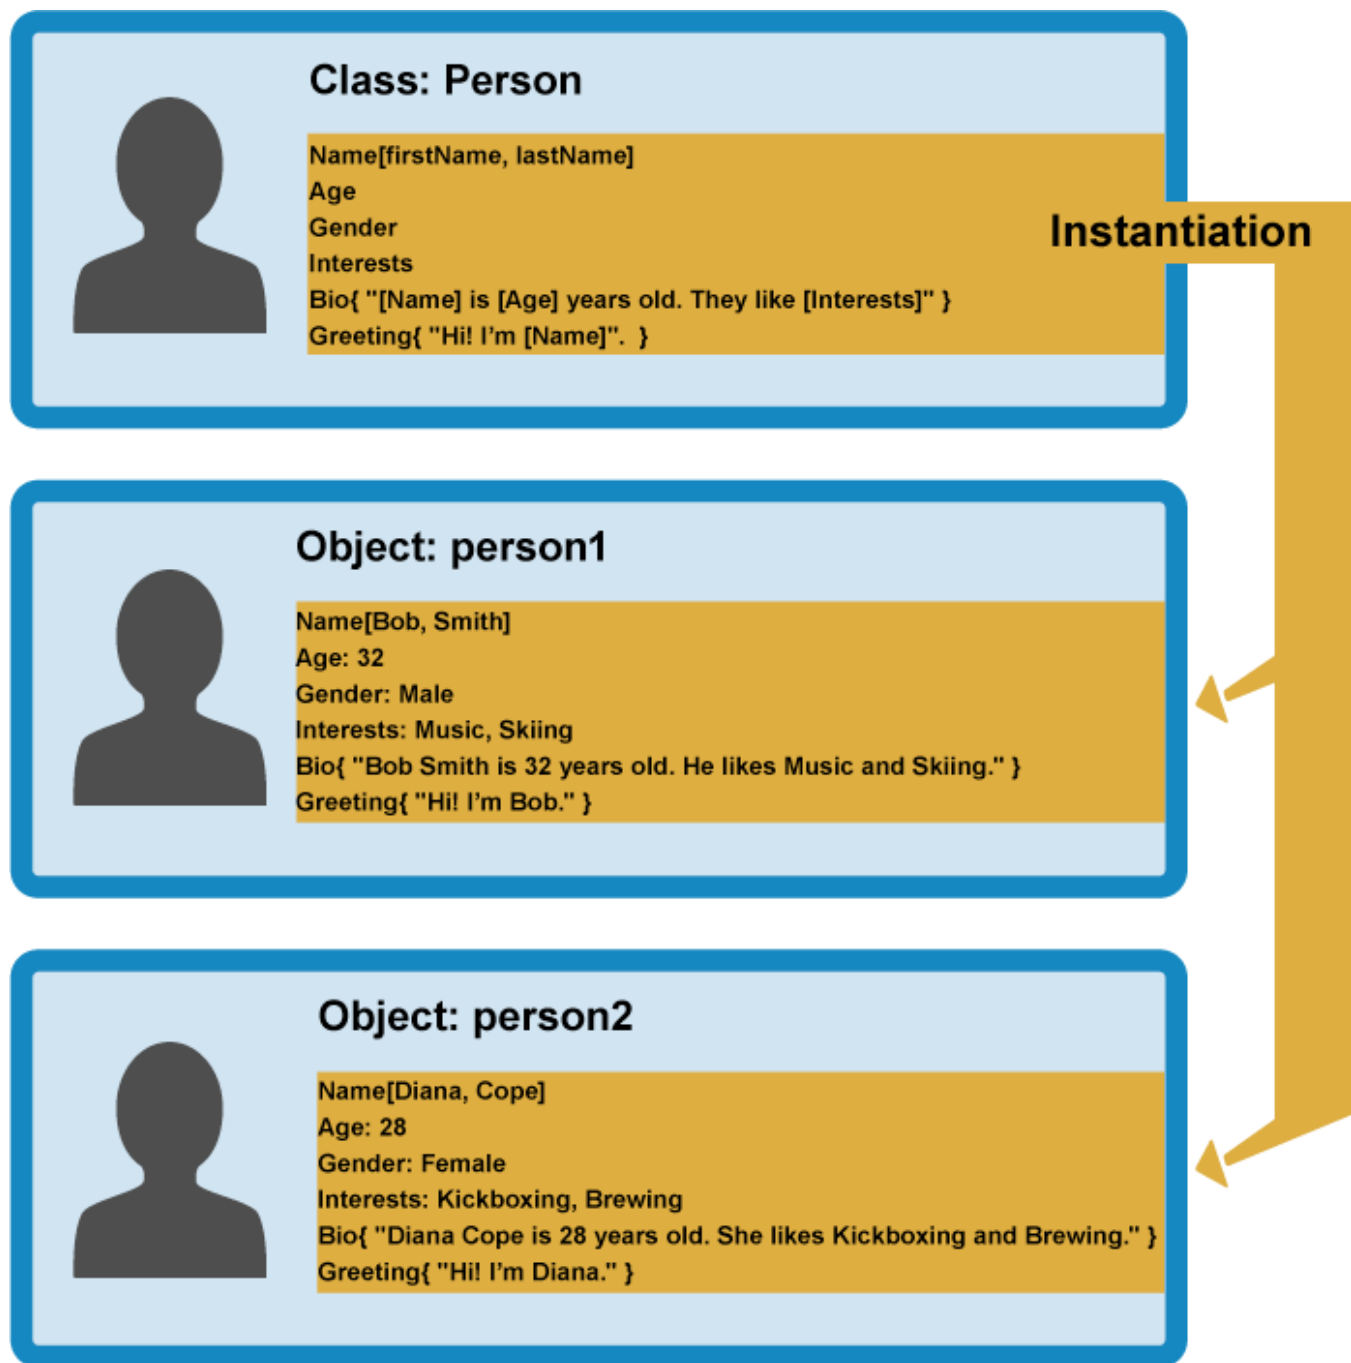 Class: Person
Name[firstName, lastName]
Age
Gender
Interests
Bio{ "[Name] is [Age] years old. They like [Interests]" }
Greeting{ "Hi! I’m [Name]".  }
Instantiation
Object: person1
Name[Bob, Smith]
Age: 32
Gender: Male
Interests: Music, Skiing
Bio{ "Bob Smith is 32 years old. He likes Music and Skiing." }
Greeting{ "Hi! I’m Bob." }
Object: person2
Name[Diana, Cope]
Age: 28
Gender: Female
Interests: Kickboxing, Brewing
Bio{ "Diana Cope is 28 years old. She likes Kickboxing and Brewing." }
Greeting{ "Hi! I’m Diana." }